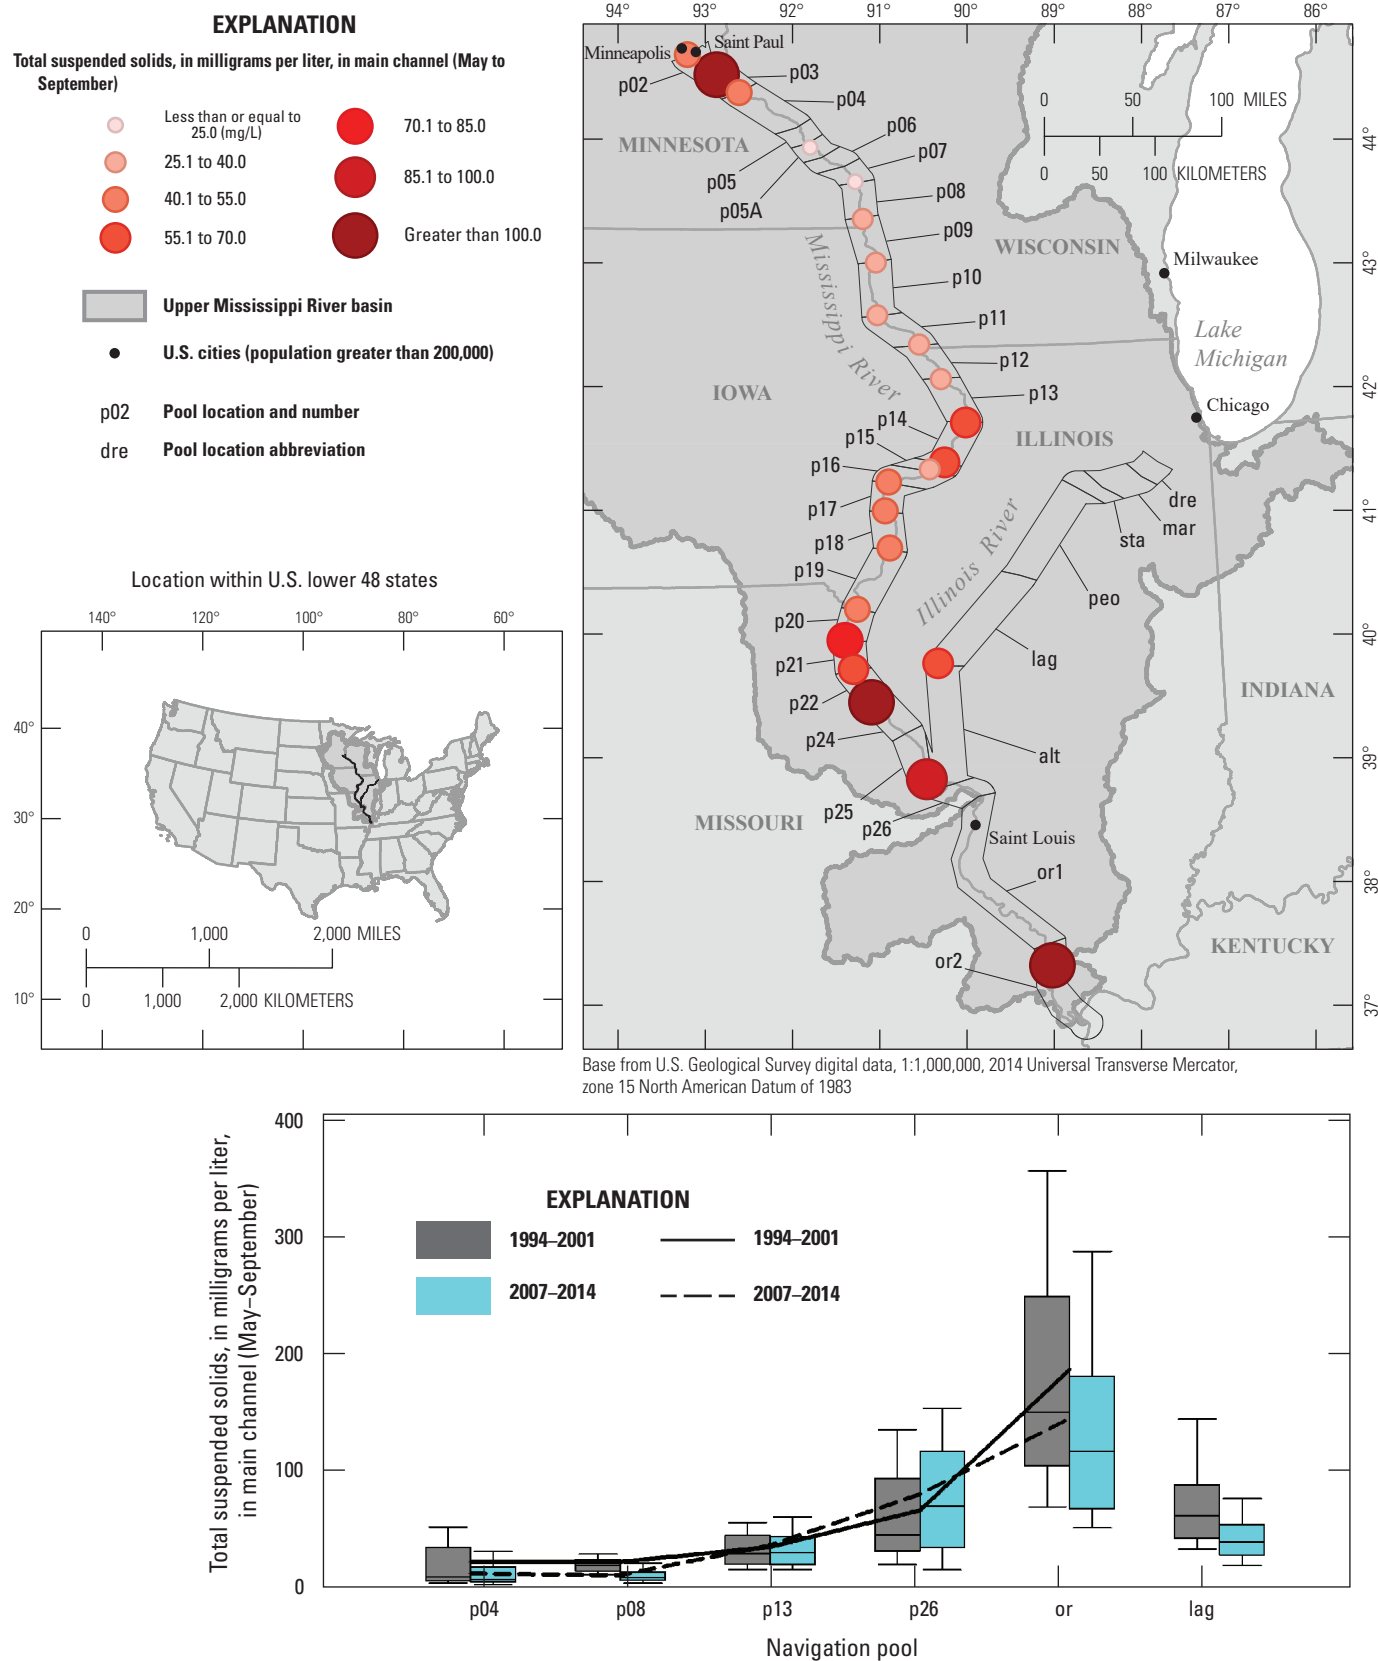 EXPLANATION
Total suspended solids, in milligrams per liter, in main channel (May to
September)
Less than or equal to
25.0 (mg/L)
25.1 to 40.0
40.1 to 55.0
55.1 to 70.0
70.1 to 85.0
85.1 to 100.0
Greater than 100.0
Upper Mississippi River basin
U.S. cities (population greater than 200,000)
p02 Pool location and number
dre Pool location abbreviation
Location within U.S. lower 48 states
140° 120° 100° 80° 60°
40°
30°
20°
10°
0 1,000 2,000 MILES
0 1,000 2,000 KILOMETERS
94° 93° 92° 91° 90° 89° 88° 87° 86°
44°
43°
42°
41°
40°
39°
38°
37°
Minneapolis
Saint Paul
p02
p03
p04
0 50 100 MILES
0 50 100 KILOMETERS
MINNESOTA
p05
p05A
p06
p07
p08
p09
WISCONSIN
Milwaukee
Mississippi River
p10
p11
p12
p13
Lake
Michigan
IOWA
Chicago
p14
p15
p16
ILLINOIS
p17
p18
p19
Illinois River
dre
mar
sta
peo
lag
p20
p21
p22
p24
INDIANA
alt
MISSOURI
p25
p26
Saint Louis
or1
or2
KENTUCKY
Base from U.S. Geological Survey digital data, 1:1,000,000, 2014 Universal Transverse Mercator,
zone 15 North American Datum of 1983
Total suspended solids, in milligrams per liter,
in main channel (May–September)
400
300
200
100
0
EXPLANATION
1994–2001 1994–2001
2007–2014 2007–2014
p04 p08 p13 p26 or lag
Navigation pool